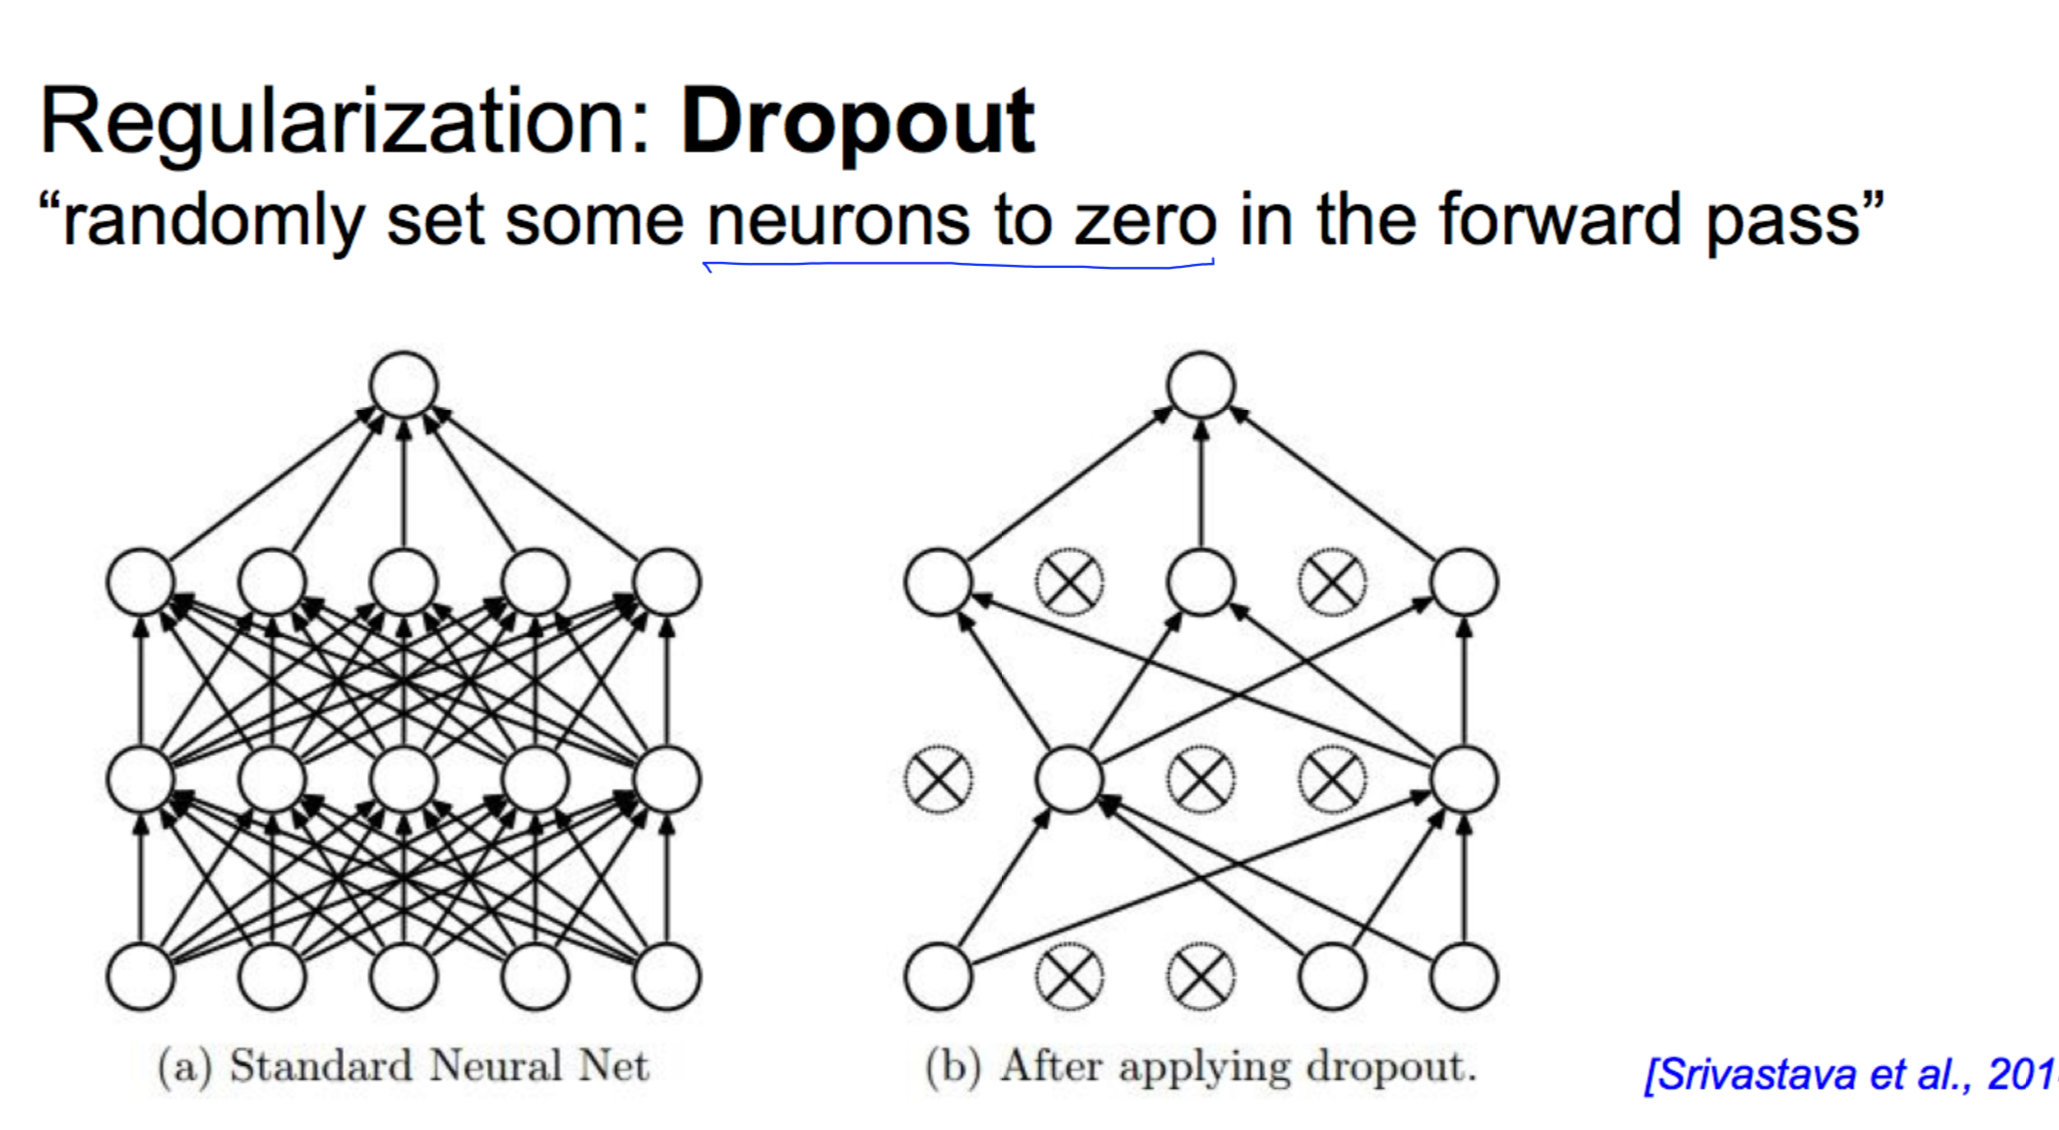 Regularization: Dropout
“randomly set some neurons to zero in the forward pass”
(a) Standard Neural Net
(b) After applying dropout.
[Srivastava et al., 201